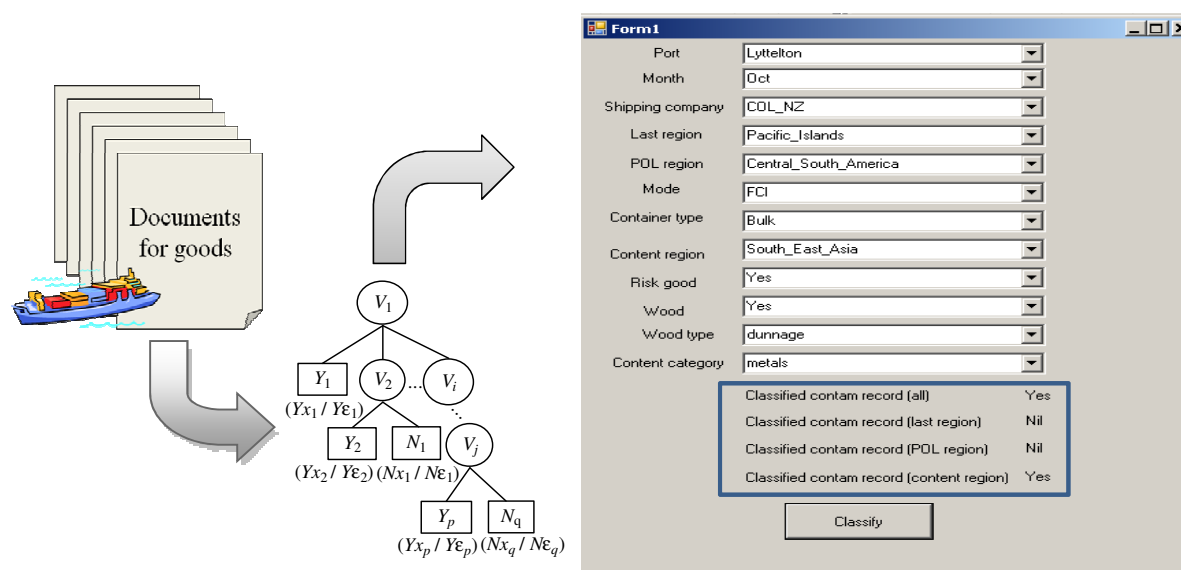 Documents
for goods
V1
Y1 V2 ... Vi
(Yx1 / Yε1)
Y2 N1 Vj
(Yx2 / Yε2) (Nx1 / Nε1)
Yp Nq
(Yxp / Yεp) (Nxq / Nεq)
Form1
Port Lyttelton
Month Oct
Shipping company COL_NZ
Last region Pacific_Islands
POL region Central_South_America
Mode FCl
Container type Bulk
Content region South_East_Asia
Risk good Yes
Wood Yes
Wood type dunnage
Content category metals
Classified contam record (all) Yes
Classified contam record (last region) Nil
Classified contam record (POL region) Nil
Classified contam record (content region) Yes
Classify